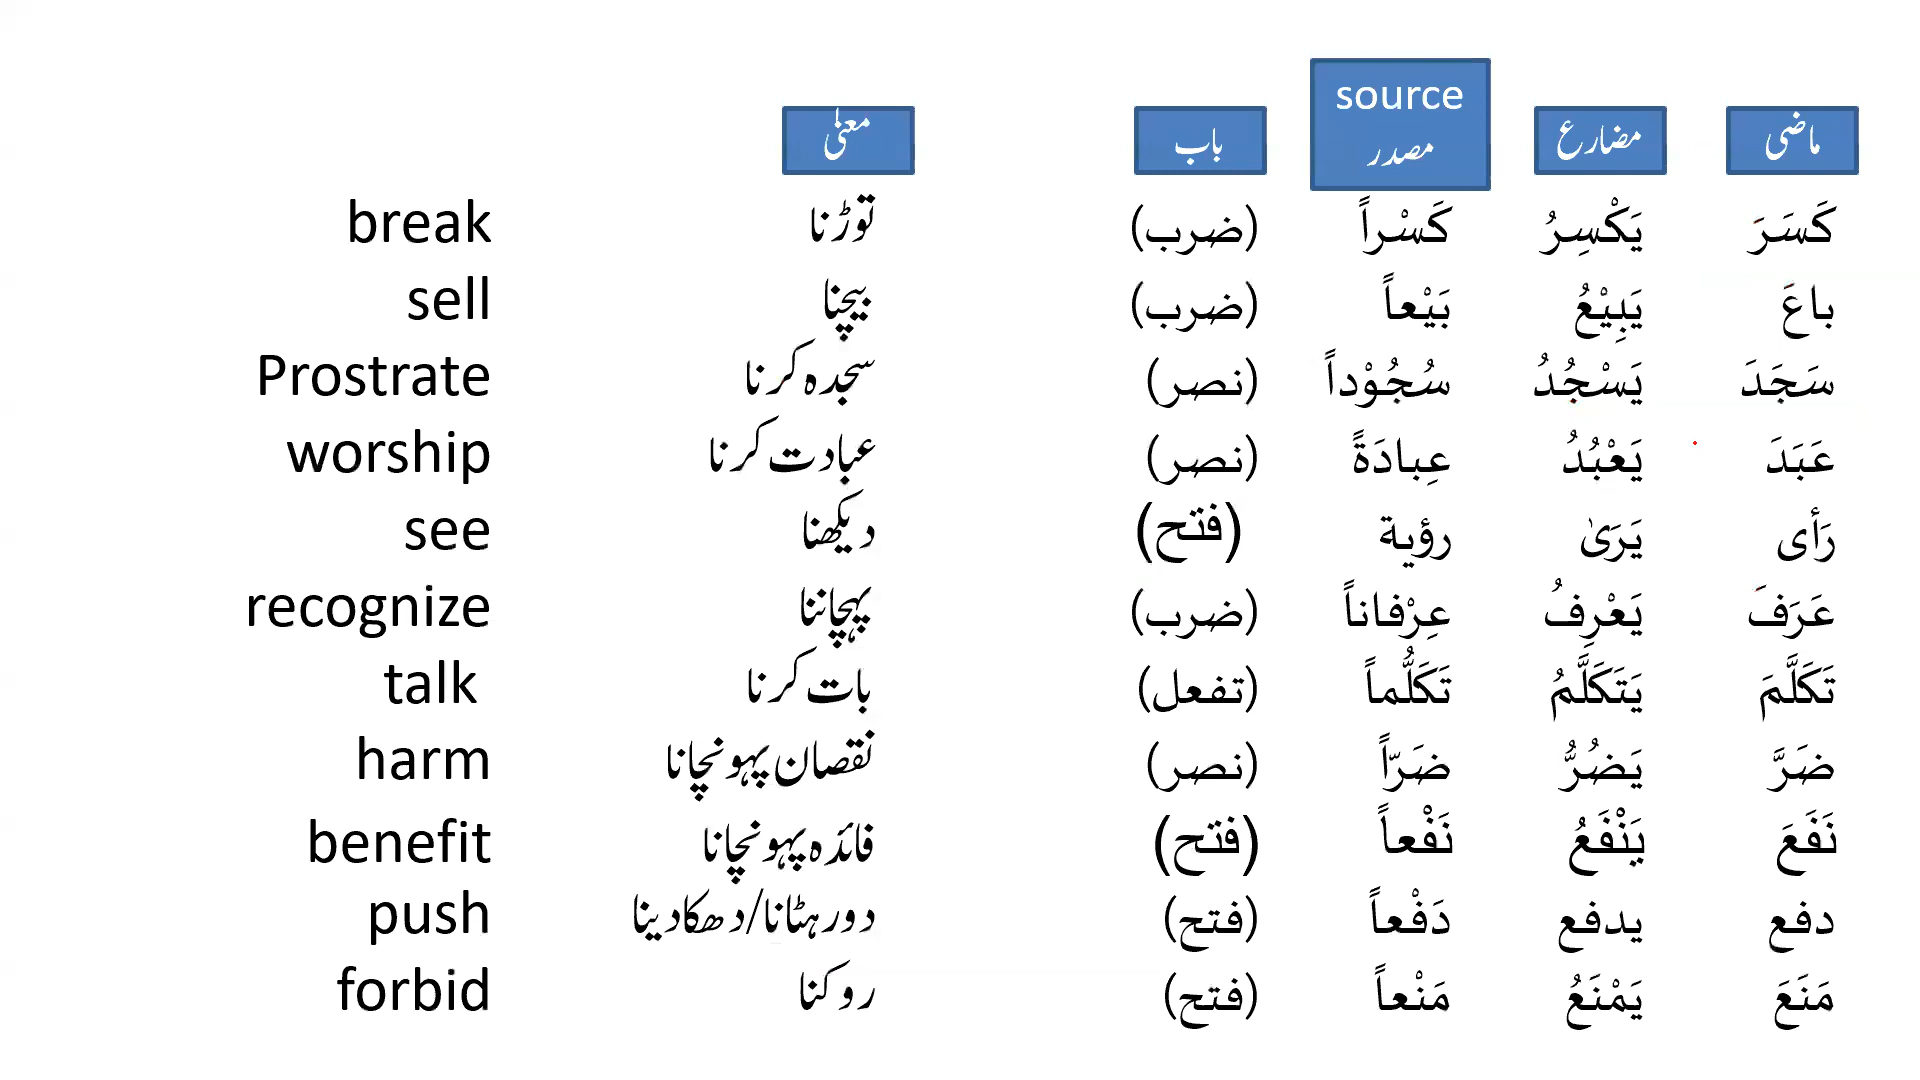 ماضی مضارع source مصدر باب معنٰی
كَسَرَ يَكْسِرُ كَسْراً (ضرب) توڑنا break
باعَ يَبِيْعُ بَيْعاً (ضرب) بیچنا sell
سَجَدَ يَسْجُدُ سُجُوْداً (نصر) سجدہ کرنا Prostrate
عَبَدَ يَعْبُدُ عِبادَةً (نصر) عبادت کرنا worship
رَأى يَرَىٰ رؤية (فتح) دیکھنا see
عَرَفَ يَعْرِفُ عِرْفاناً (ضرب) پہچاننا recognize
تَكَلَّمَ يَتَكَلَّمُ تَكَلُّماً (تفعل) بات کرنا talk
ضَرَّ يَضُرُّ ضَرّاً (نصر) نقصان پہونچانا harm
نَفَعَ يَنْفَعُ نَفْعاً (فتح) فائدہ پہونچانا benefit
دفع يدفع دَفْعاً (فتح) دور ہٹانا/دھکا دینا push
مَنَعَ يَمْنَعُ مَنْعاً (فتح) روکنا forbid